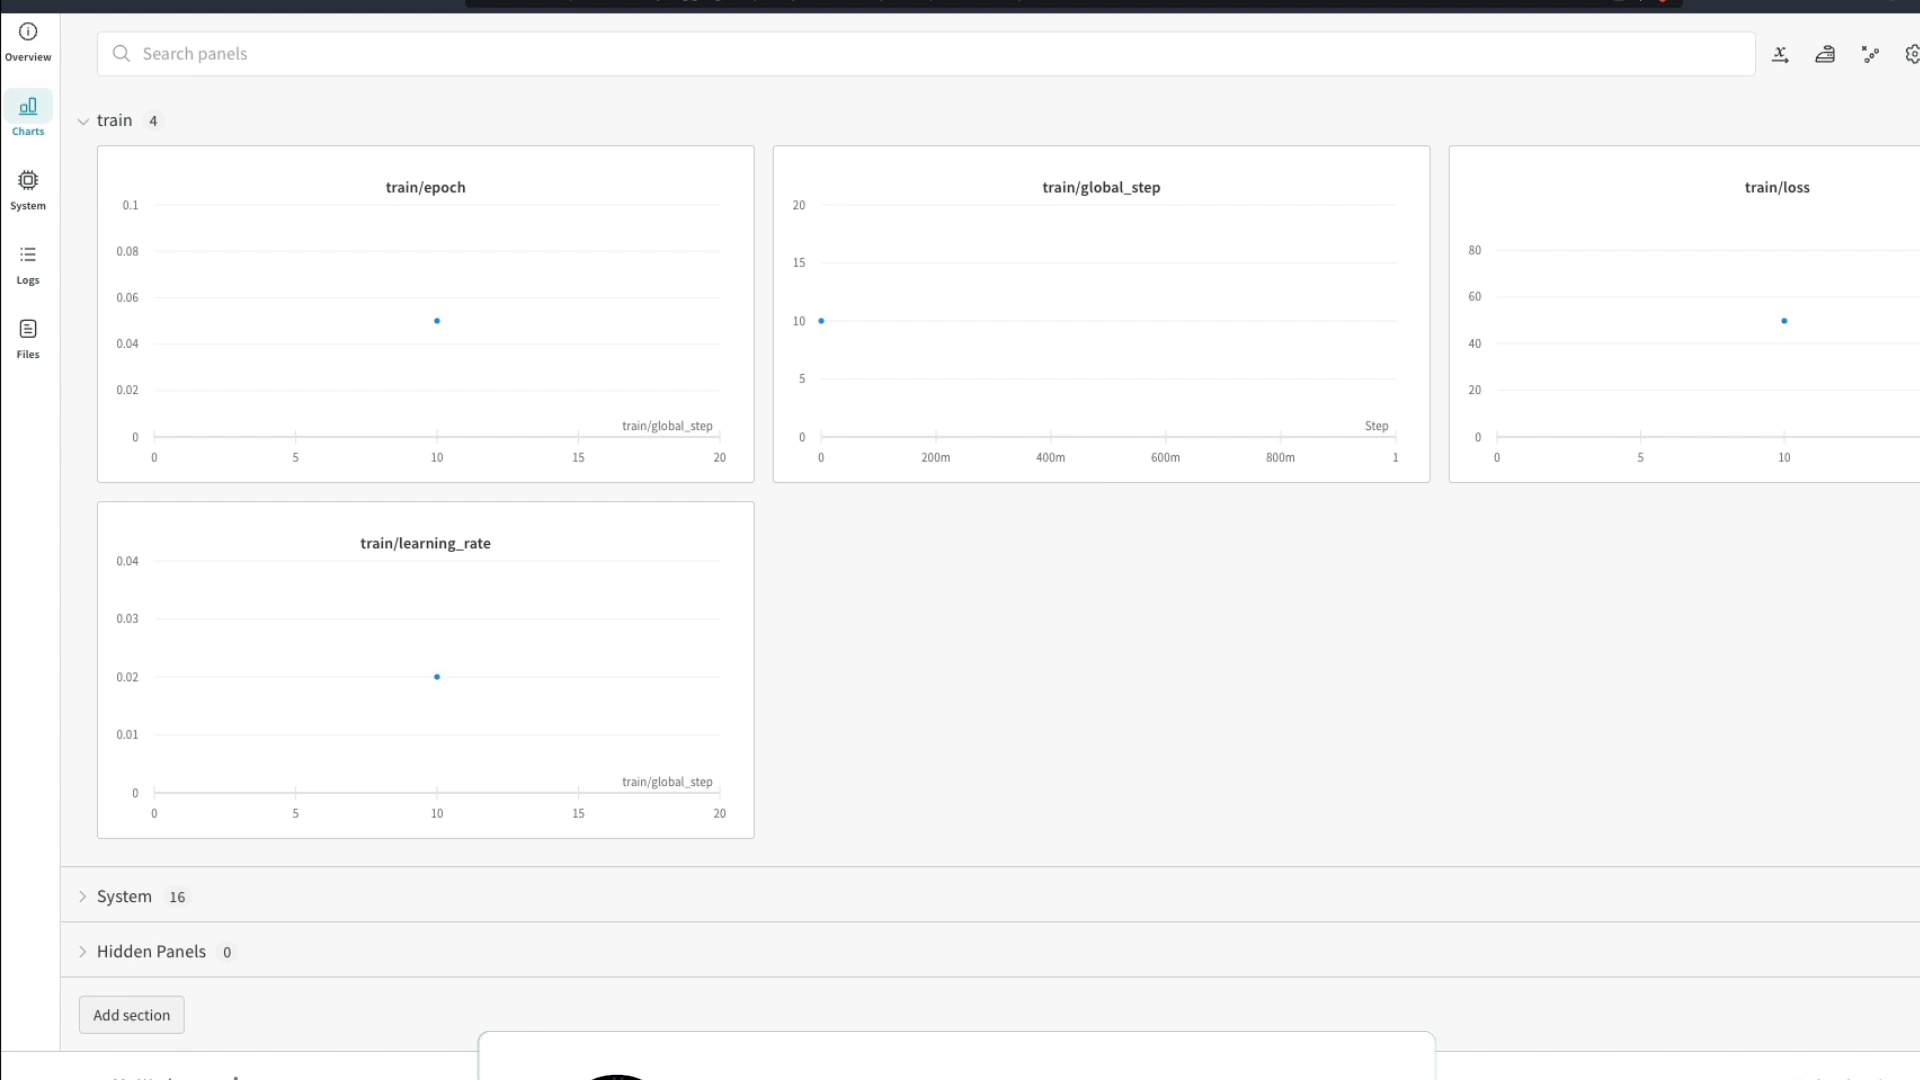 Overview
Charts
System
Logs
Files
Search panels
train 4
train/epoch
0.1
0.08
0.06
0.04
0.02
0
train/global_step
0 5 10 15 20
train/global_step
20
15
10
5
0
Step
0 200m 400m 600m 800m 1
train/loss
80
60
40
20
0
0 5 10
train/learning_rate
0.04
0.03
0.02
0.01
0
train/global_step
0 5 10 15 20
System 16
Hidden Panels 0
Add section